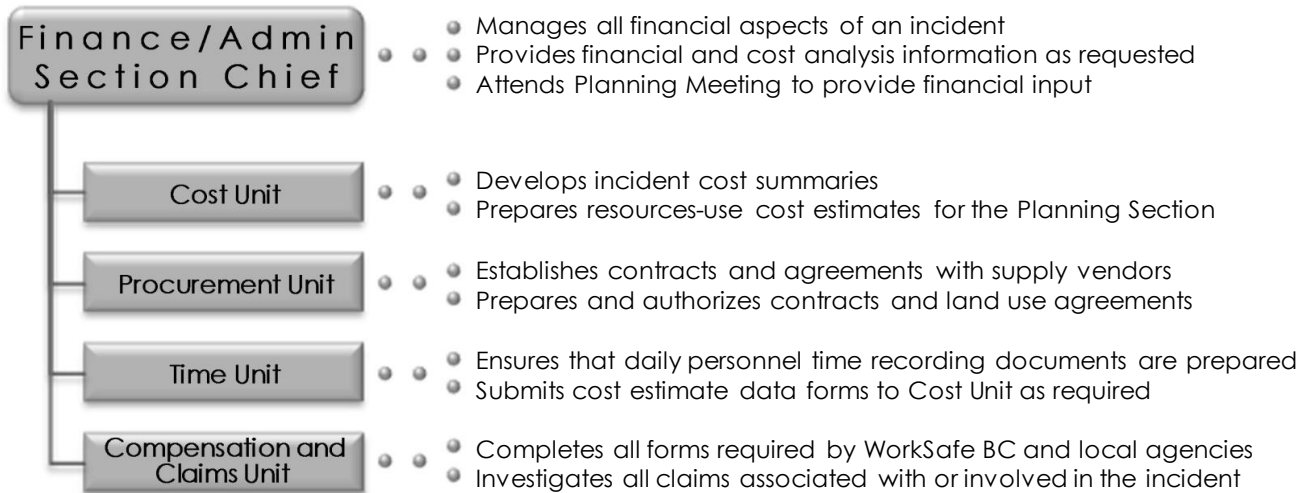 Finance/Admin
Section Chief
Manages all financial aspects of an incident
Provides financial and cost analysis information as requested
Attends Planning Meeting to provide financial input
Cost Unit
Develops incident cost summaries
Prepares resources-use cost estimates for the Planning Section
Procurement Unit
Establishes contracts and agreements with supply vendors
Prepares and authorizes contracts and land use agreements
Time Unit
Ensures that daily personnel time recording documents are prepared
Submits cost estimate data forms to Cost Unit as required
Compensation and
Claims Unit
Completes all forms required by WorkSafe BC and local agencies
Investigates all claims associated with or involved in the incident